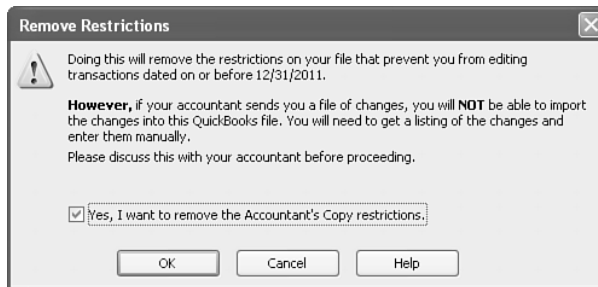 Remove Restrictions
Doing this will remove the restrictions on your file that prevent you from editing
transactions dated on or before 12/31/2011.
However, if your accountant sends you a file of changes, you will NOT be able to import
the changes into this QuickBooks file. You will need to get a listing of the changes and
enter them manually.
Please discuss this with your accountant before proceeding.
Yes, I want to remove the Accountant's Copy restrictions.
OK Cancel Help